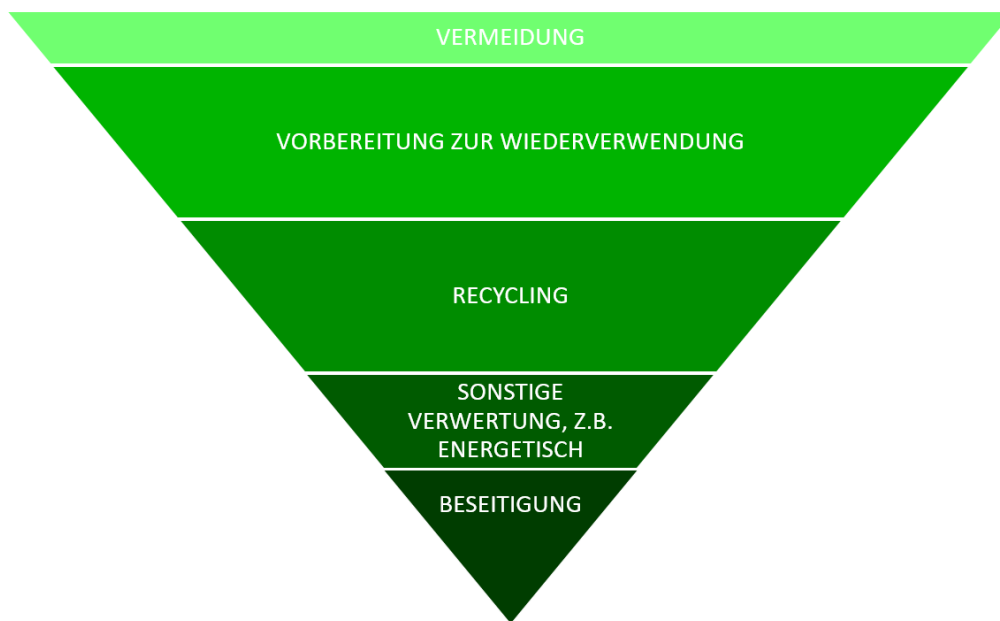 VERMEIDUNG
VORBEREITUNG ZUR WIEDERVERWENDUNG
RECYCLING
SONSTIGE
VERWERTUNG, Z.B.
ENERGETISCH
BESEITIGUNG